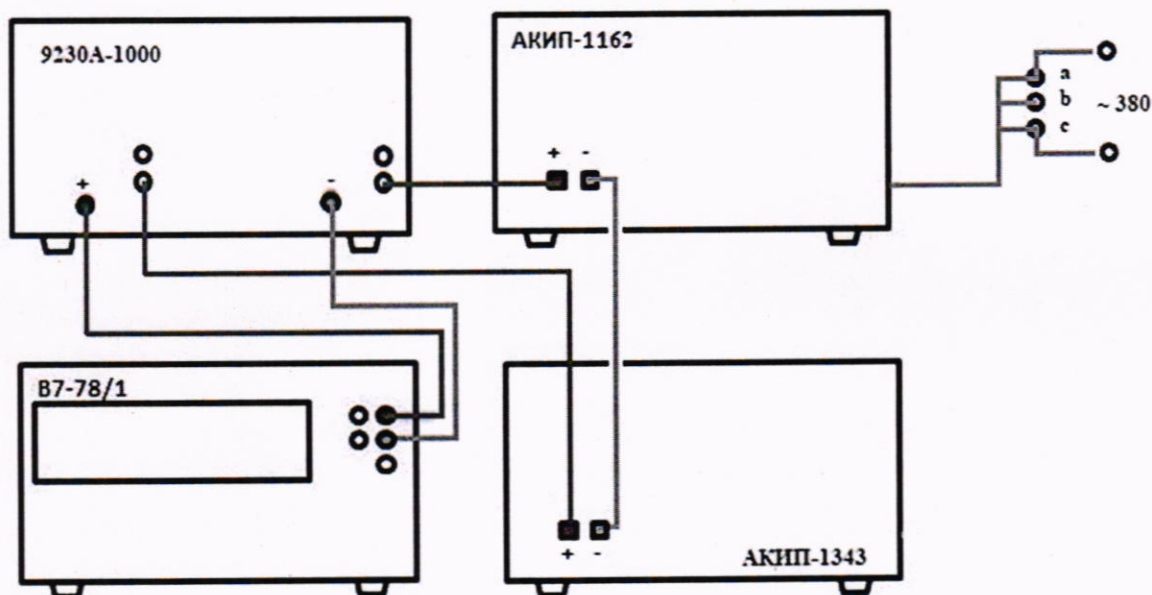 9230А-1000
АКИП-1162
a
b
c
~ 380
+
-
+ -
В7-78/1
+ -
АКИП-1343